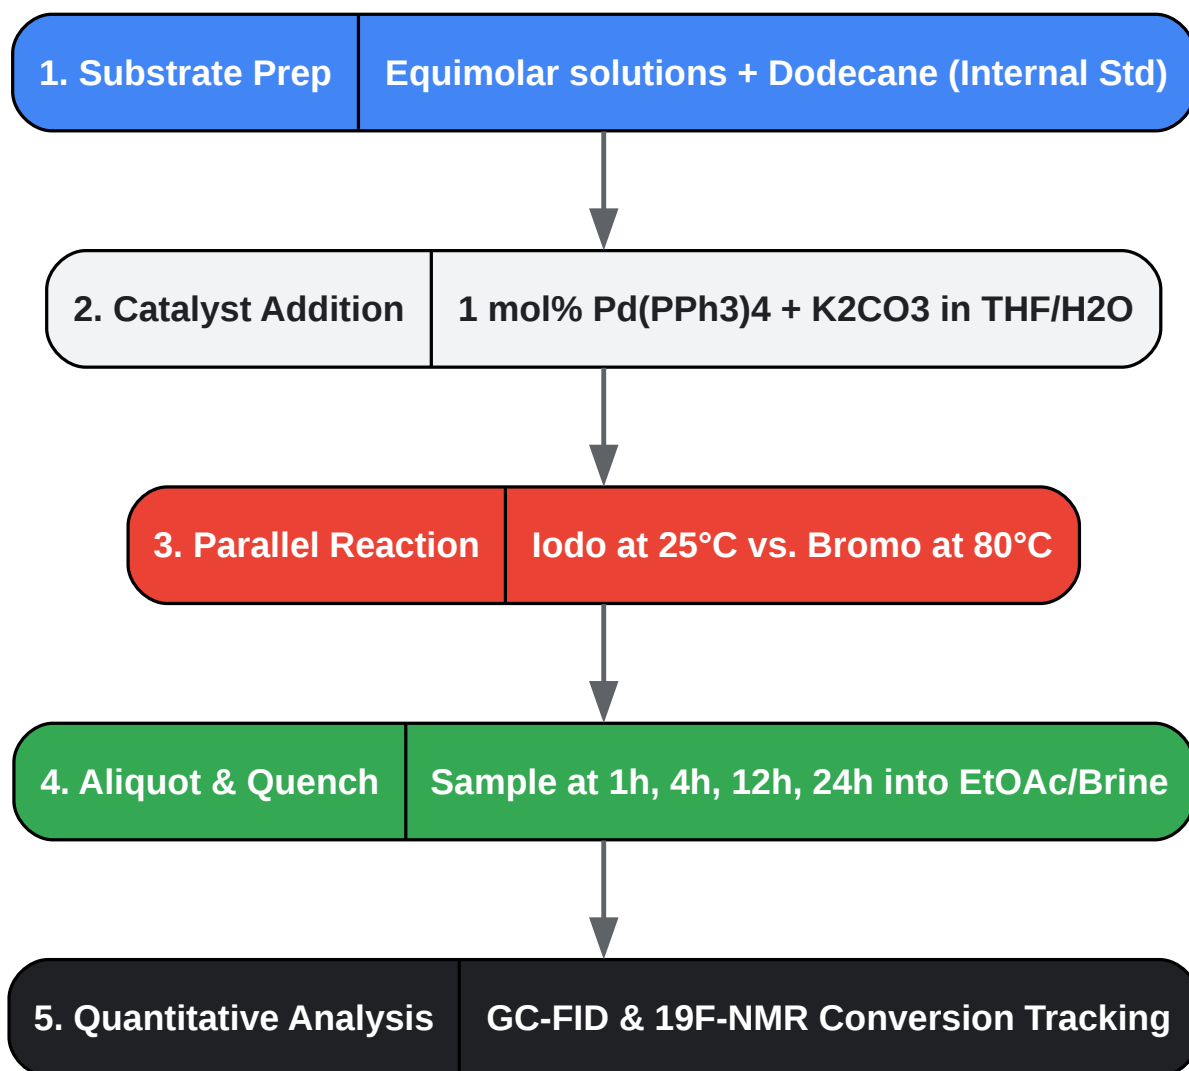 1. Substrate Prep
Equimolar solutions + Dodecane (Internal Std)
2. Catalyst Addition
1 mol% Pd(PPh3)4 + K2CO3 in THF/H2O
3. Parallel Reaction
Iodo at 25°C vs. Bromo at 80°C
4. Aliquot & Quench
Sample at 1h, 4h, 12h, 24h into EtOAc/Brine
5. Quantitative Analysis
GC-FID & 19F-NMR Conversion Tracking